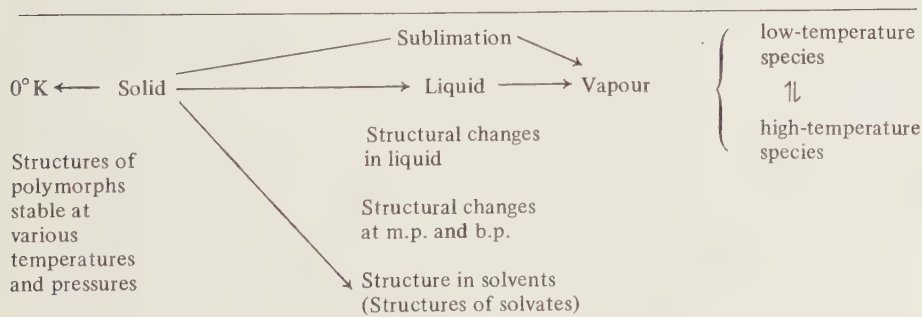 Sublimation
0°K Solid Liquid Vapour
low-temperature
species
⇅
high-temperature
species
Structures of
polymorphs
stable at
various
temperatures
and pressures
Structural changes
in liquid
Structural changes
at m.p. and b.p.
Structure in solvents
(Structures of solvates)